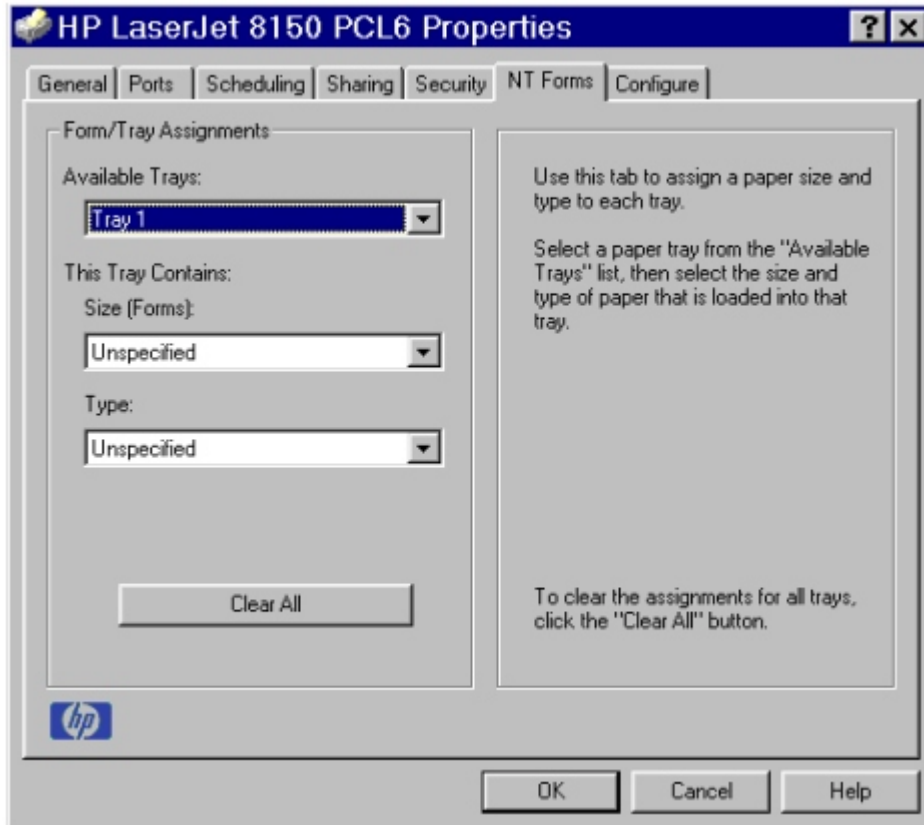 HP LaserJet 8150 PCL6 Properties
General Ports Scheduling Sharing Security NT Forms Configure
Form/Tray Assignments
Available Trays:
Tray 1
This Tray Contains:
Size (Forms):
Unspecified
Type:
Unspecified
Clear All
Use this tab to assign a paper size and
type to each tray.
Select a paper tray from the "Available
Trays" list, then select the size and
type of paper that is loaded into that
tray.
To clear the assignments for all trays,
click the "Clear All" button.
hp
OK Cancel Help